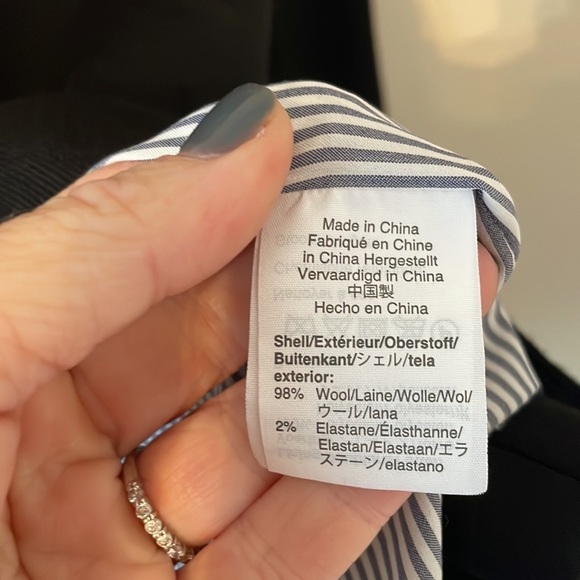 Made in China
Fabriqué en Chine
in China Hergestellt
Vervaardigd in China
中国製
Hecho en China
Shell/Extérieur/Oberstoff/
Buitenkant/シェル/tela
exterior:
98% Wool/Laine/Wolle/Wol/
ウール/lana
2% Elastane/Élasthanne/
Elastan/Elastaan/エラ
ステーン/elastano